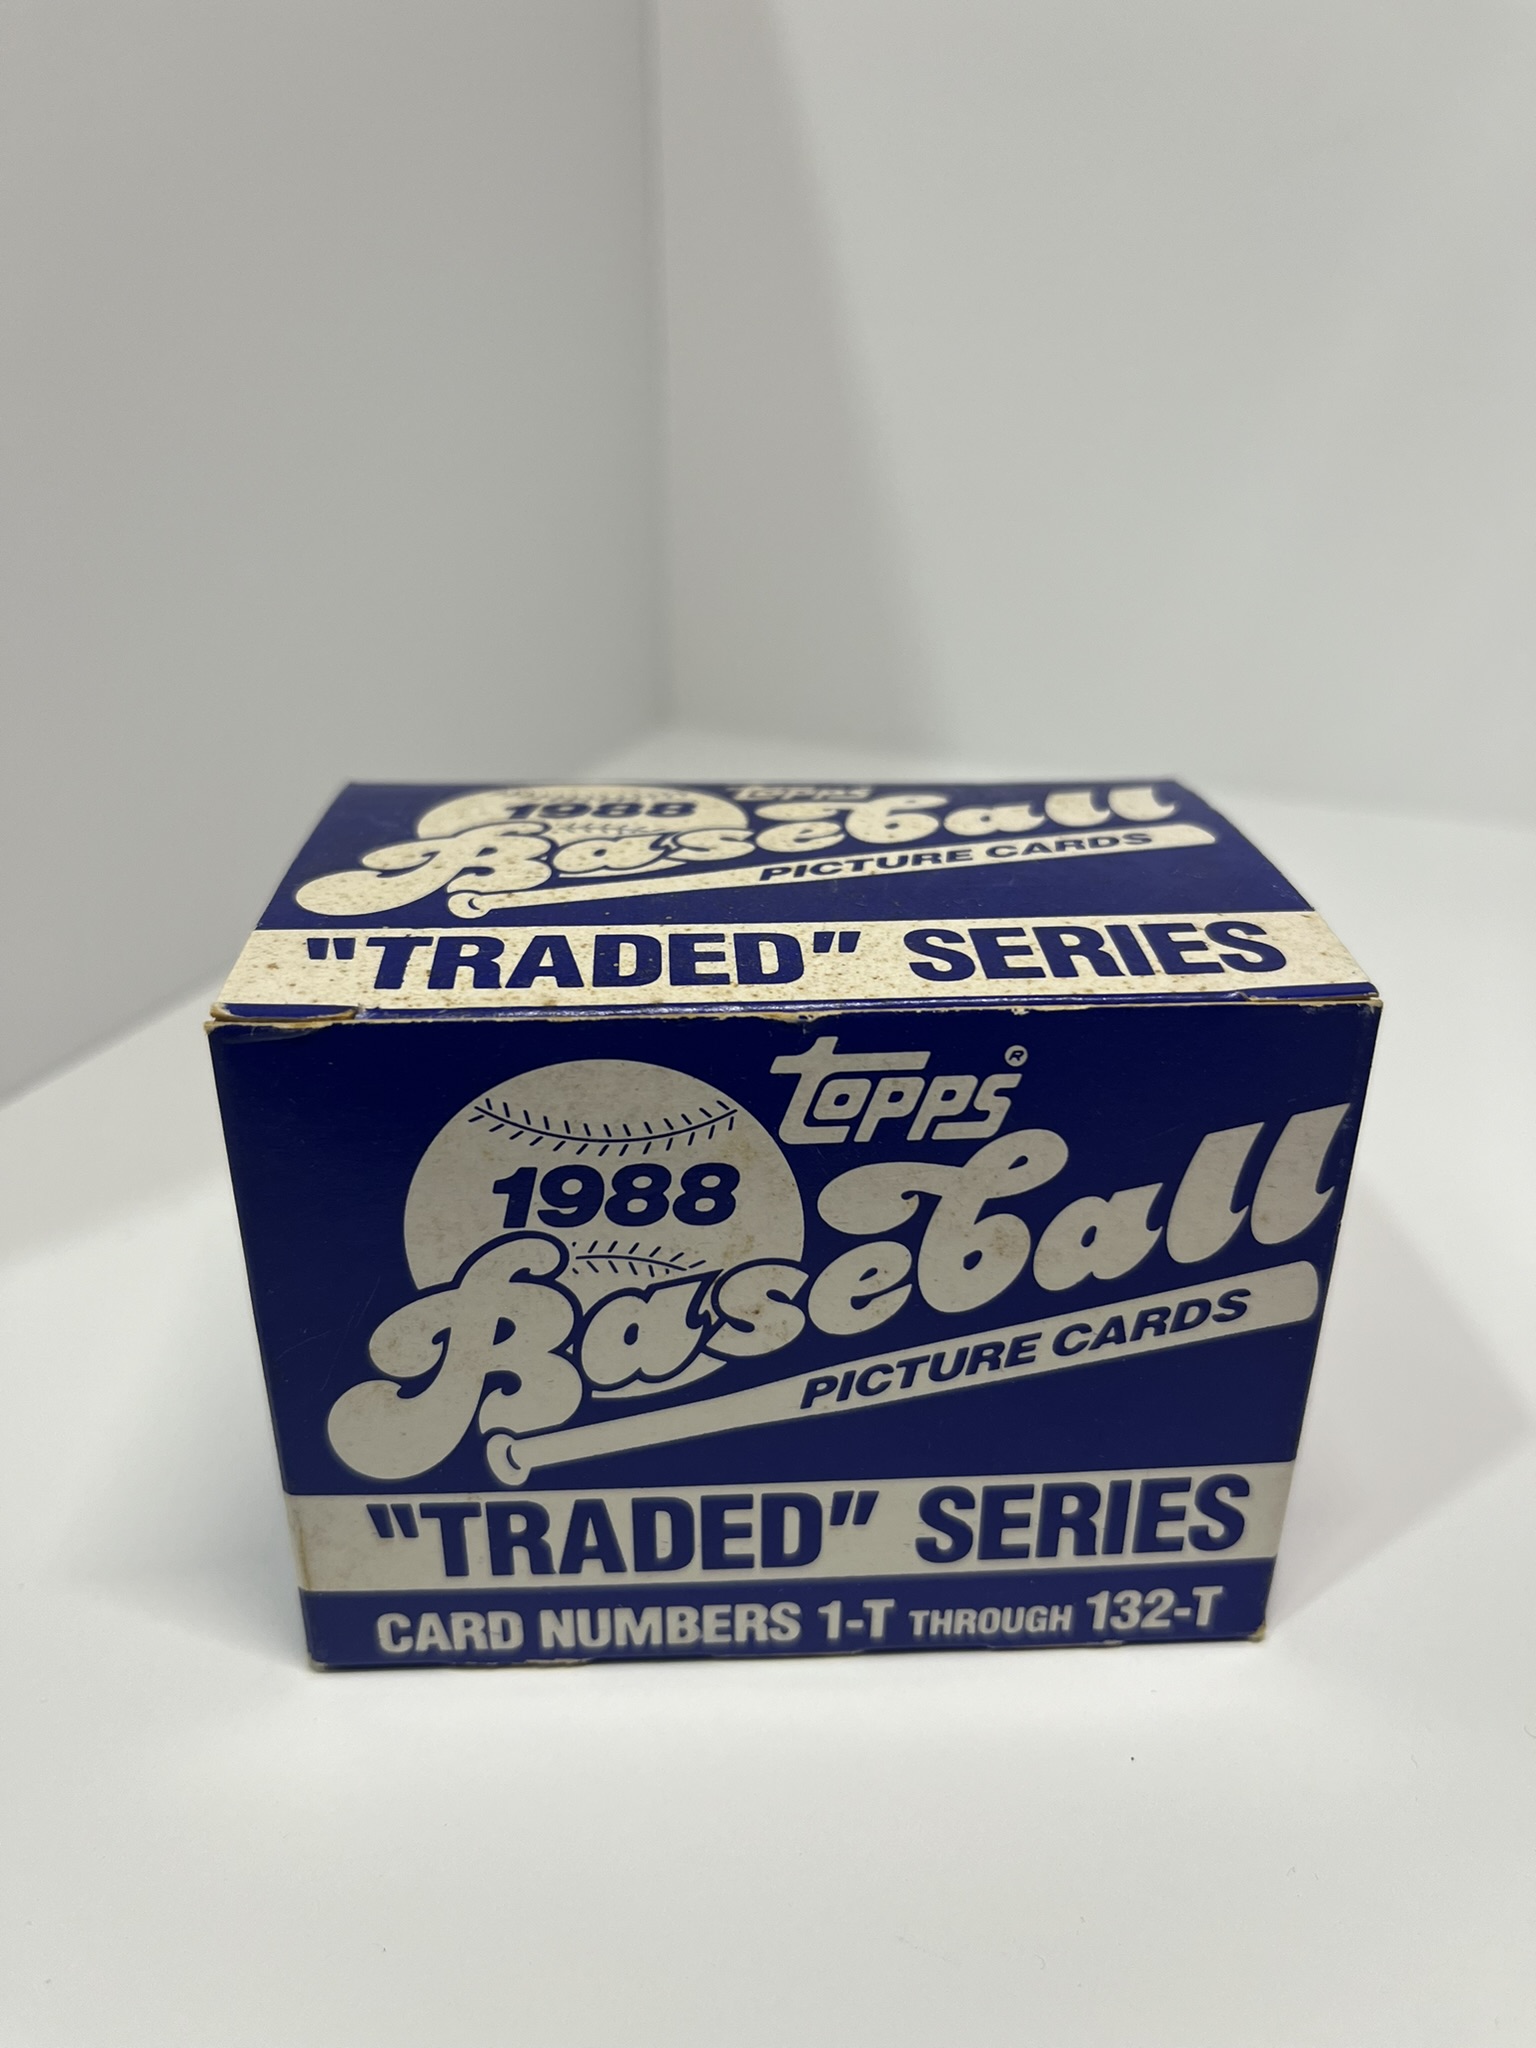 1988
Topps
Baseball
PICTURE CARDS
"TRADED" SERIES
Topps®
1988
Baseball
PICTURE CARDS
"TRADED" SERIES
CARD NUMBERS 1-T THROUGH 132-T